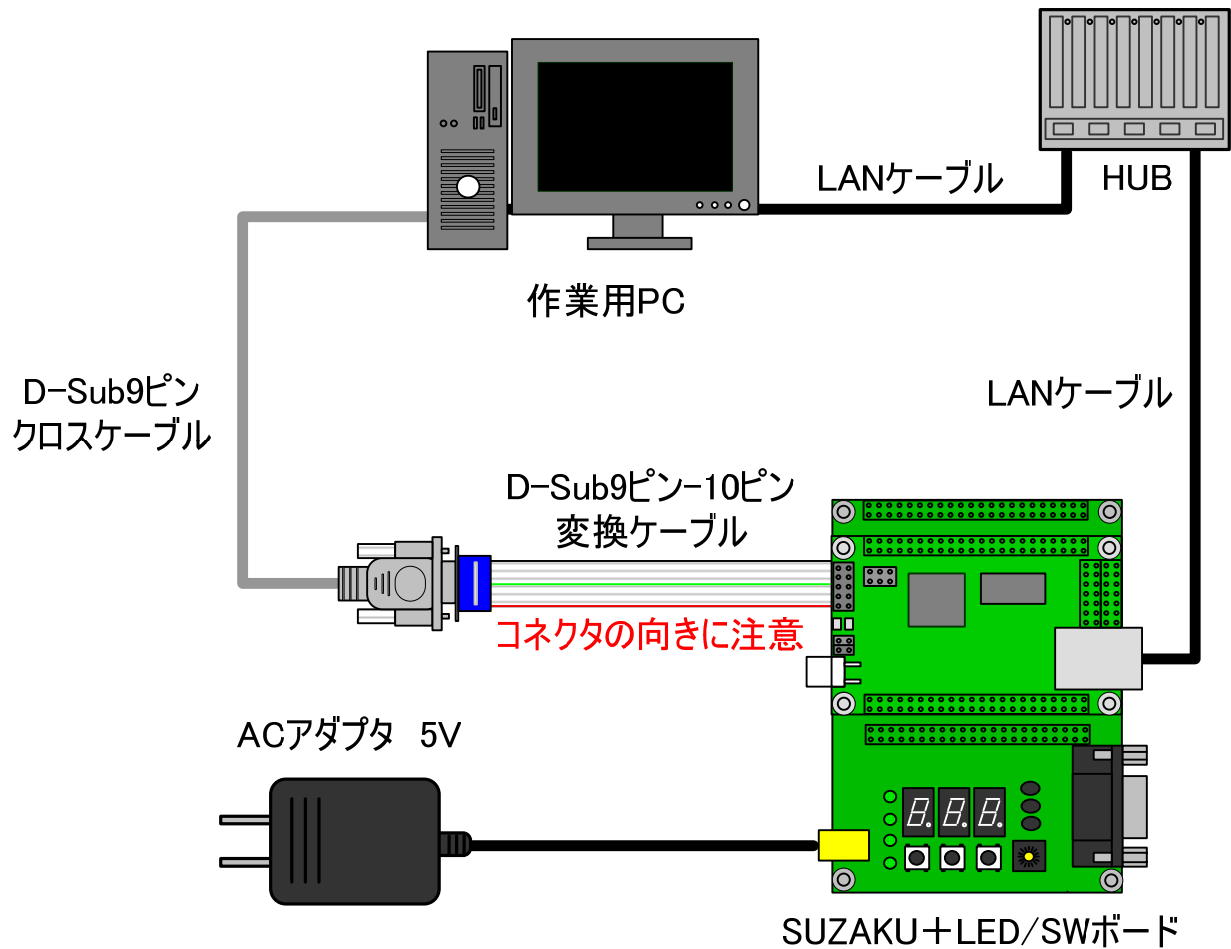 LANケーブル
HUB
作業用PC
D-Sub9ピン
クロスケーブル
LANケーブル
D-Sub9ピン-10ピン
変換ケーブル
コネクタの向きに注意
ACアダプタ 5V
8.8.8.
SUZAKU+LED/SWボード